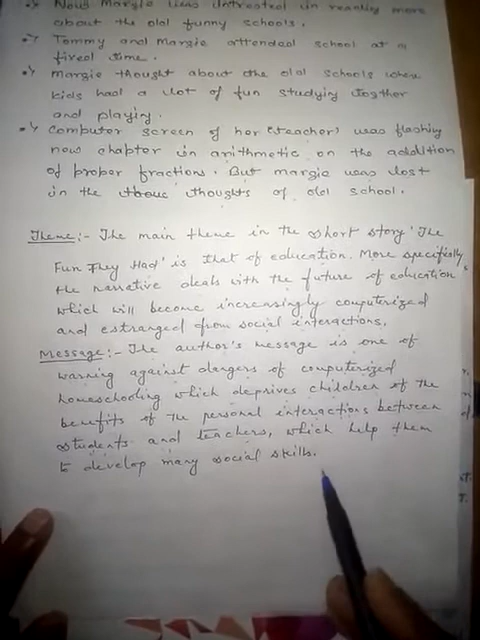 • Now Margie was intrested in reading more
about the old funny schools.
• Tommy and Margie attended school at a
fixed time.
• Margie thought about the old schools when
kids had a lot of fun studying together
and playing.
• Computer screen of her (teacher) was flashing
new chapter in arithmetic on the addition
of proper fractions. But margie was lost
in the thoughts of old school.
Theme:- The main theme in the short story 'The
Fun They Had' is that of education. More specifically,
the narrative deals with the future of education
which will become increasingly computerized
and estranged from social interactions.
Message:- The author's message is one of
warning against dangers of computerized
homeschooling which deprives children of the
benefits of the personal interactions between
students and teachers, which help them
to develop many social skills.